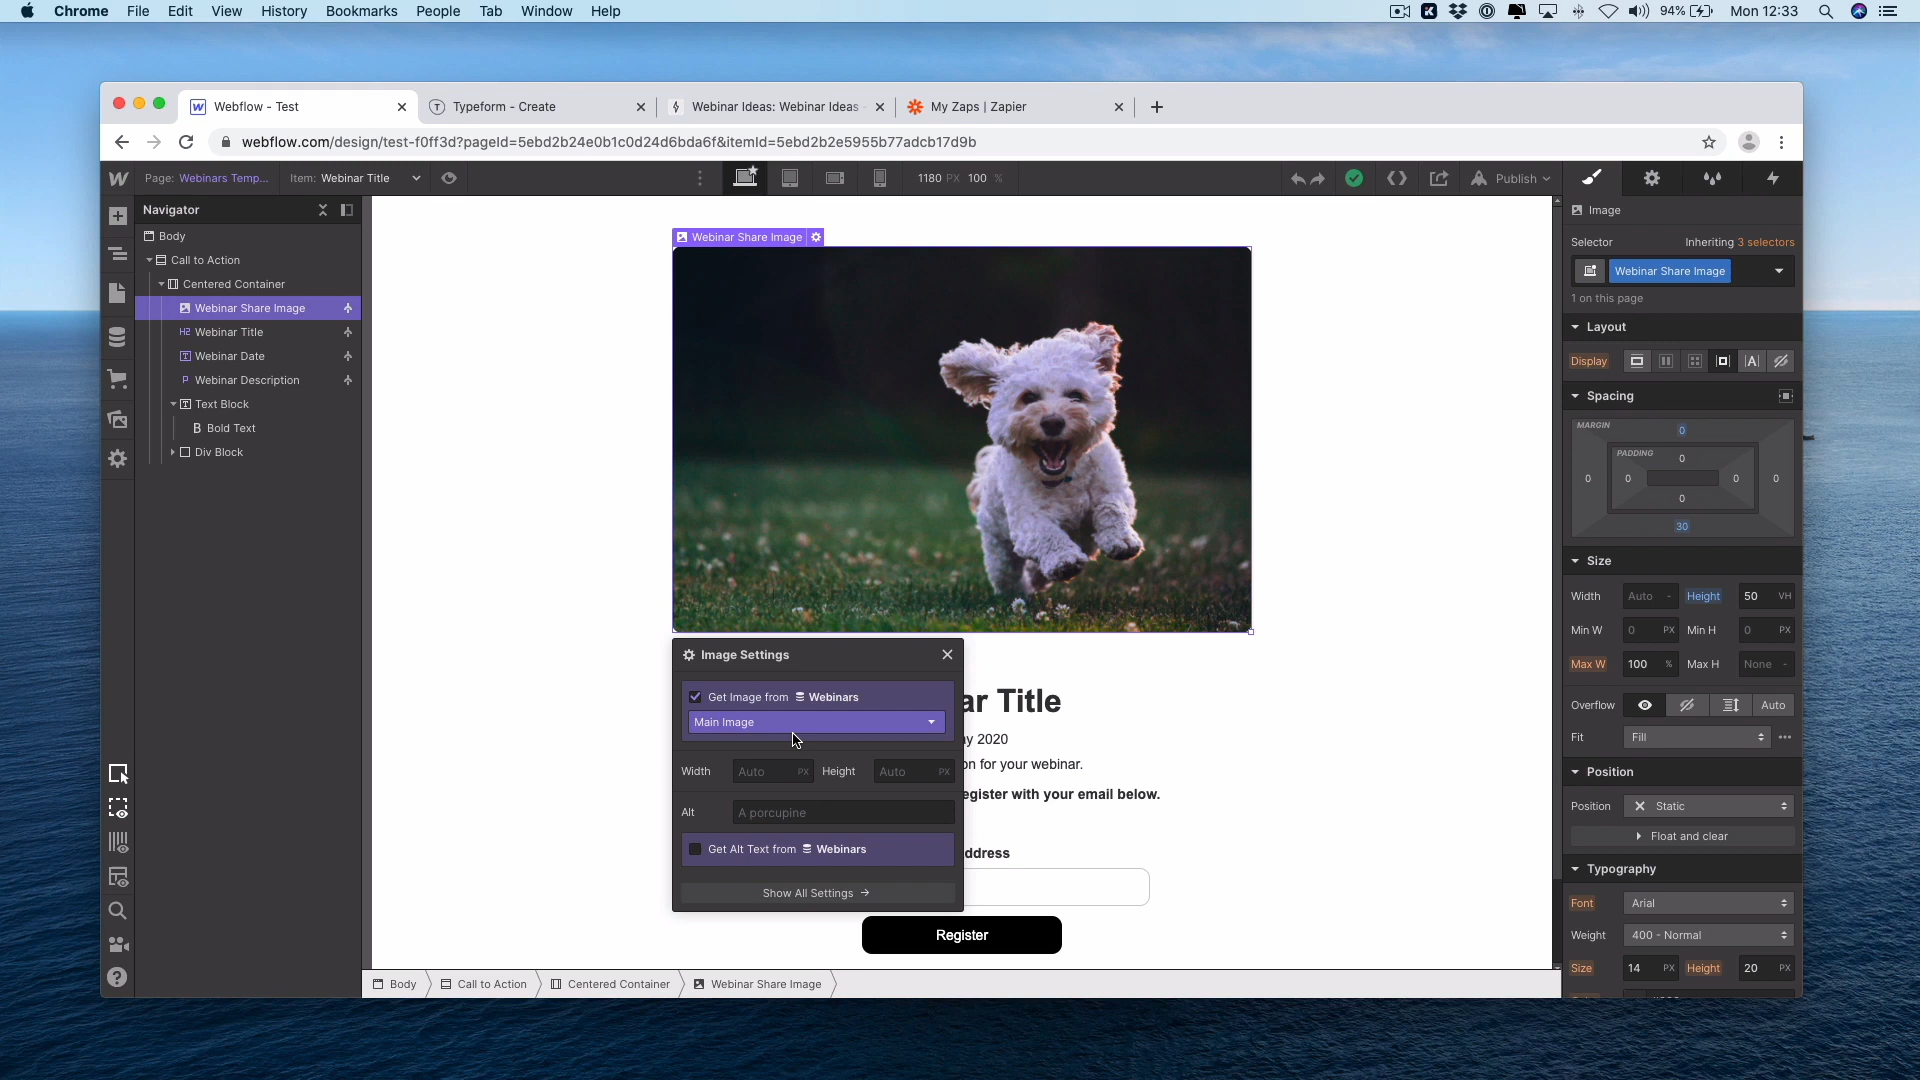 Chrome File Edit View History Bookmarks People Tab Window Help 94% Mon 12:33
Webflow - Test Typeform - Create Webinar Ideas: Webinar Ideas My Zaps | Zapier
webflow.com/design/test-f0ff3d?pageId=5ebd2b24e0b1c0d24d6bda6f&itemId=5ebd2b2e5955b77adcb17d9b
Page: Webinars Temp... Item: Webinar Title 1180 PX 100 % Publish
Navigator
Body
Call to Action
Centered Container
Webinar Share Image
H2 Webinar Title
Webinar Date
P Webinar Description
Text Block
B Bold Text
Div Block
Webinar Share Image
Image Settings
Get Image from Webinars
Main Image
Width Auto PX Height Auto PX
Alt A porcupine
Get Alt Text from Webinars
Show All Settings
ar Title
y 2020
on for your webinar.
egister with your email below.
ddress
Register
Body Call to Action Centered Container Webinar Share Image
Image
Selector Inheriting 3 selectors
Webinar Share Image
1 on this page
Layout
Display
Spacing
MARGIN
0
PADDING
0
0 0 0 0
0
30
Size
Width Auto - Height 50 VH
Min W 0 PX Min H 0 PX
Max W 100 % Max H None -
Overflow Auto
Fit Fill
Position
Position Static
Float and clear
Typography
Font Arial
Weight 400 - Normal
Size 14 PX Height 20 PX